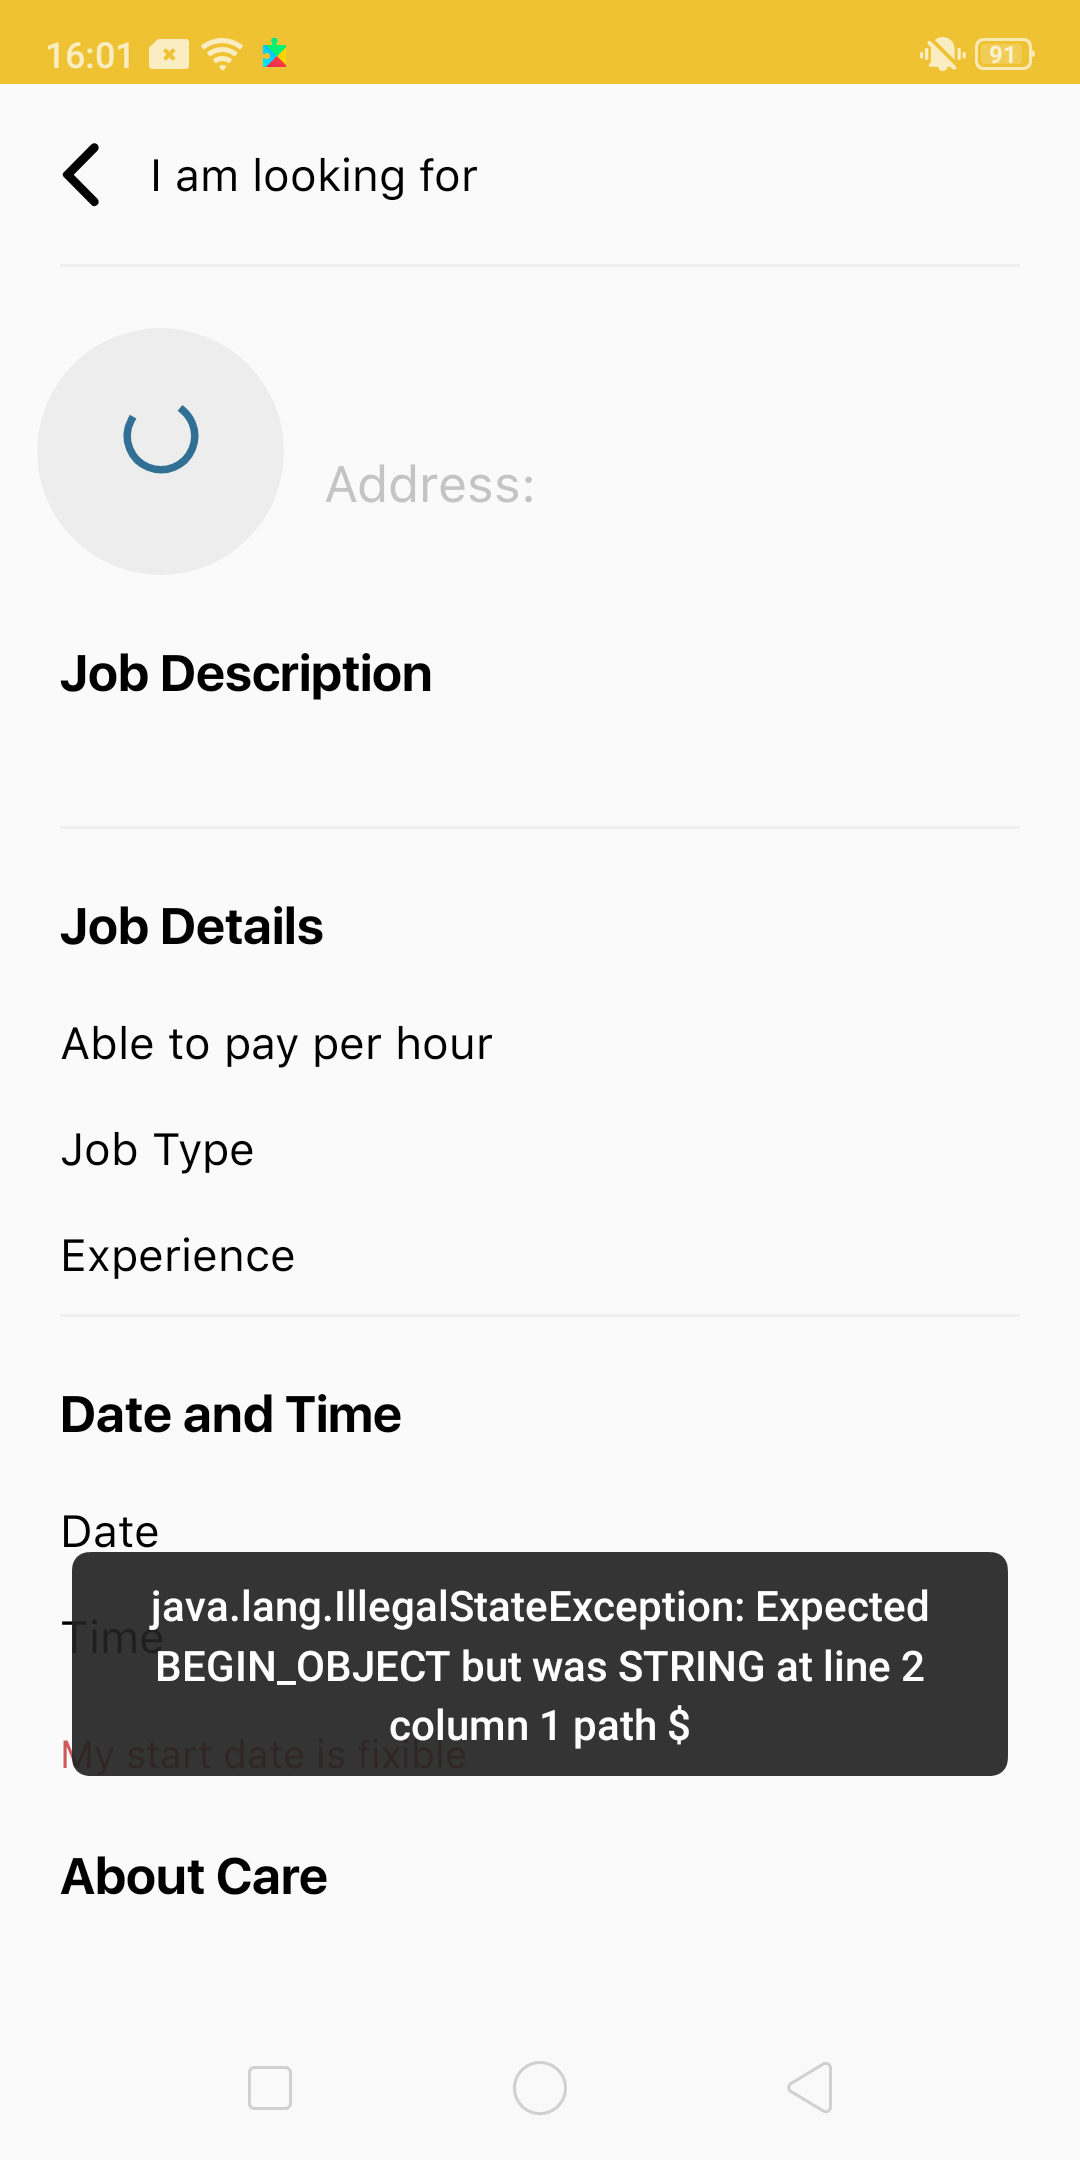 16:01
91
I am looking for
Address:
Job Description
Job Details
Able to pay per hour
Job Type
Experience
Date and Time
Date
Time
java.lang.IllegalStateException: Expected
BEGIN_OBJECT but was STRING at line 2
column 1 path $
My start date is fixible
About Care